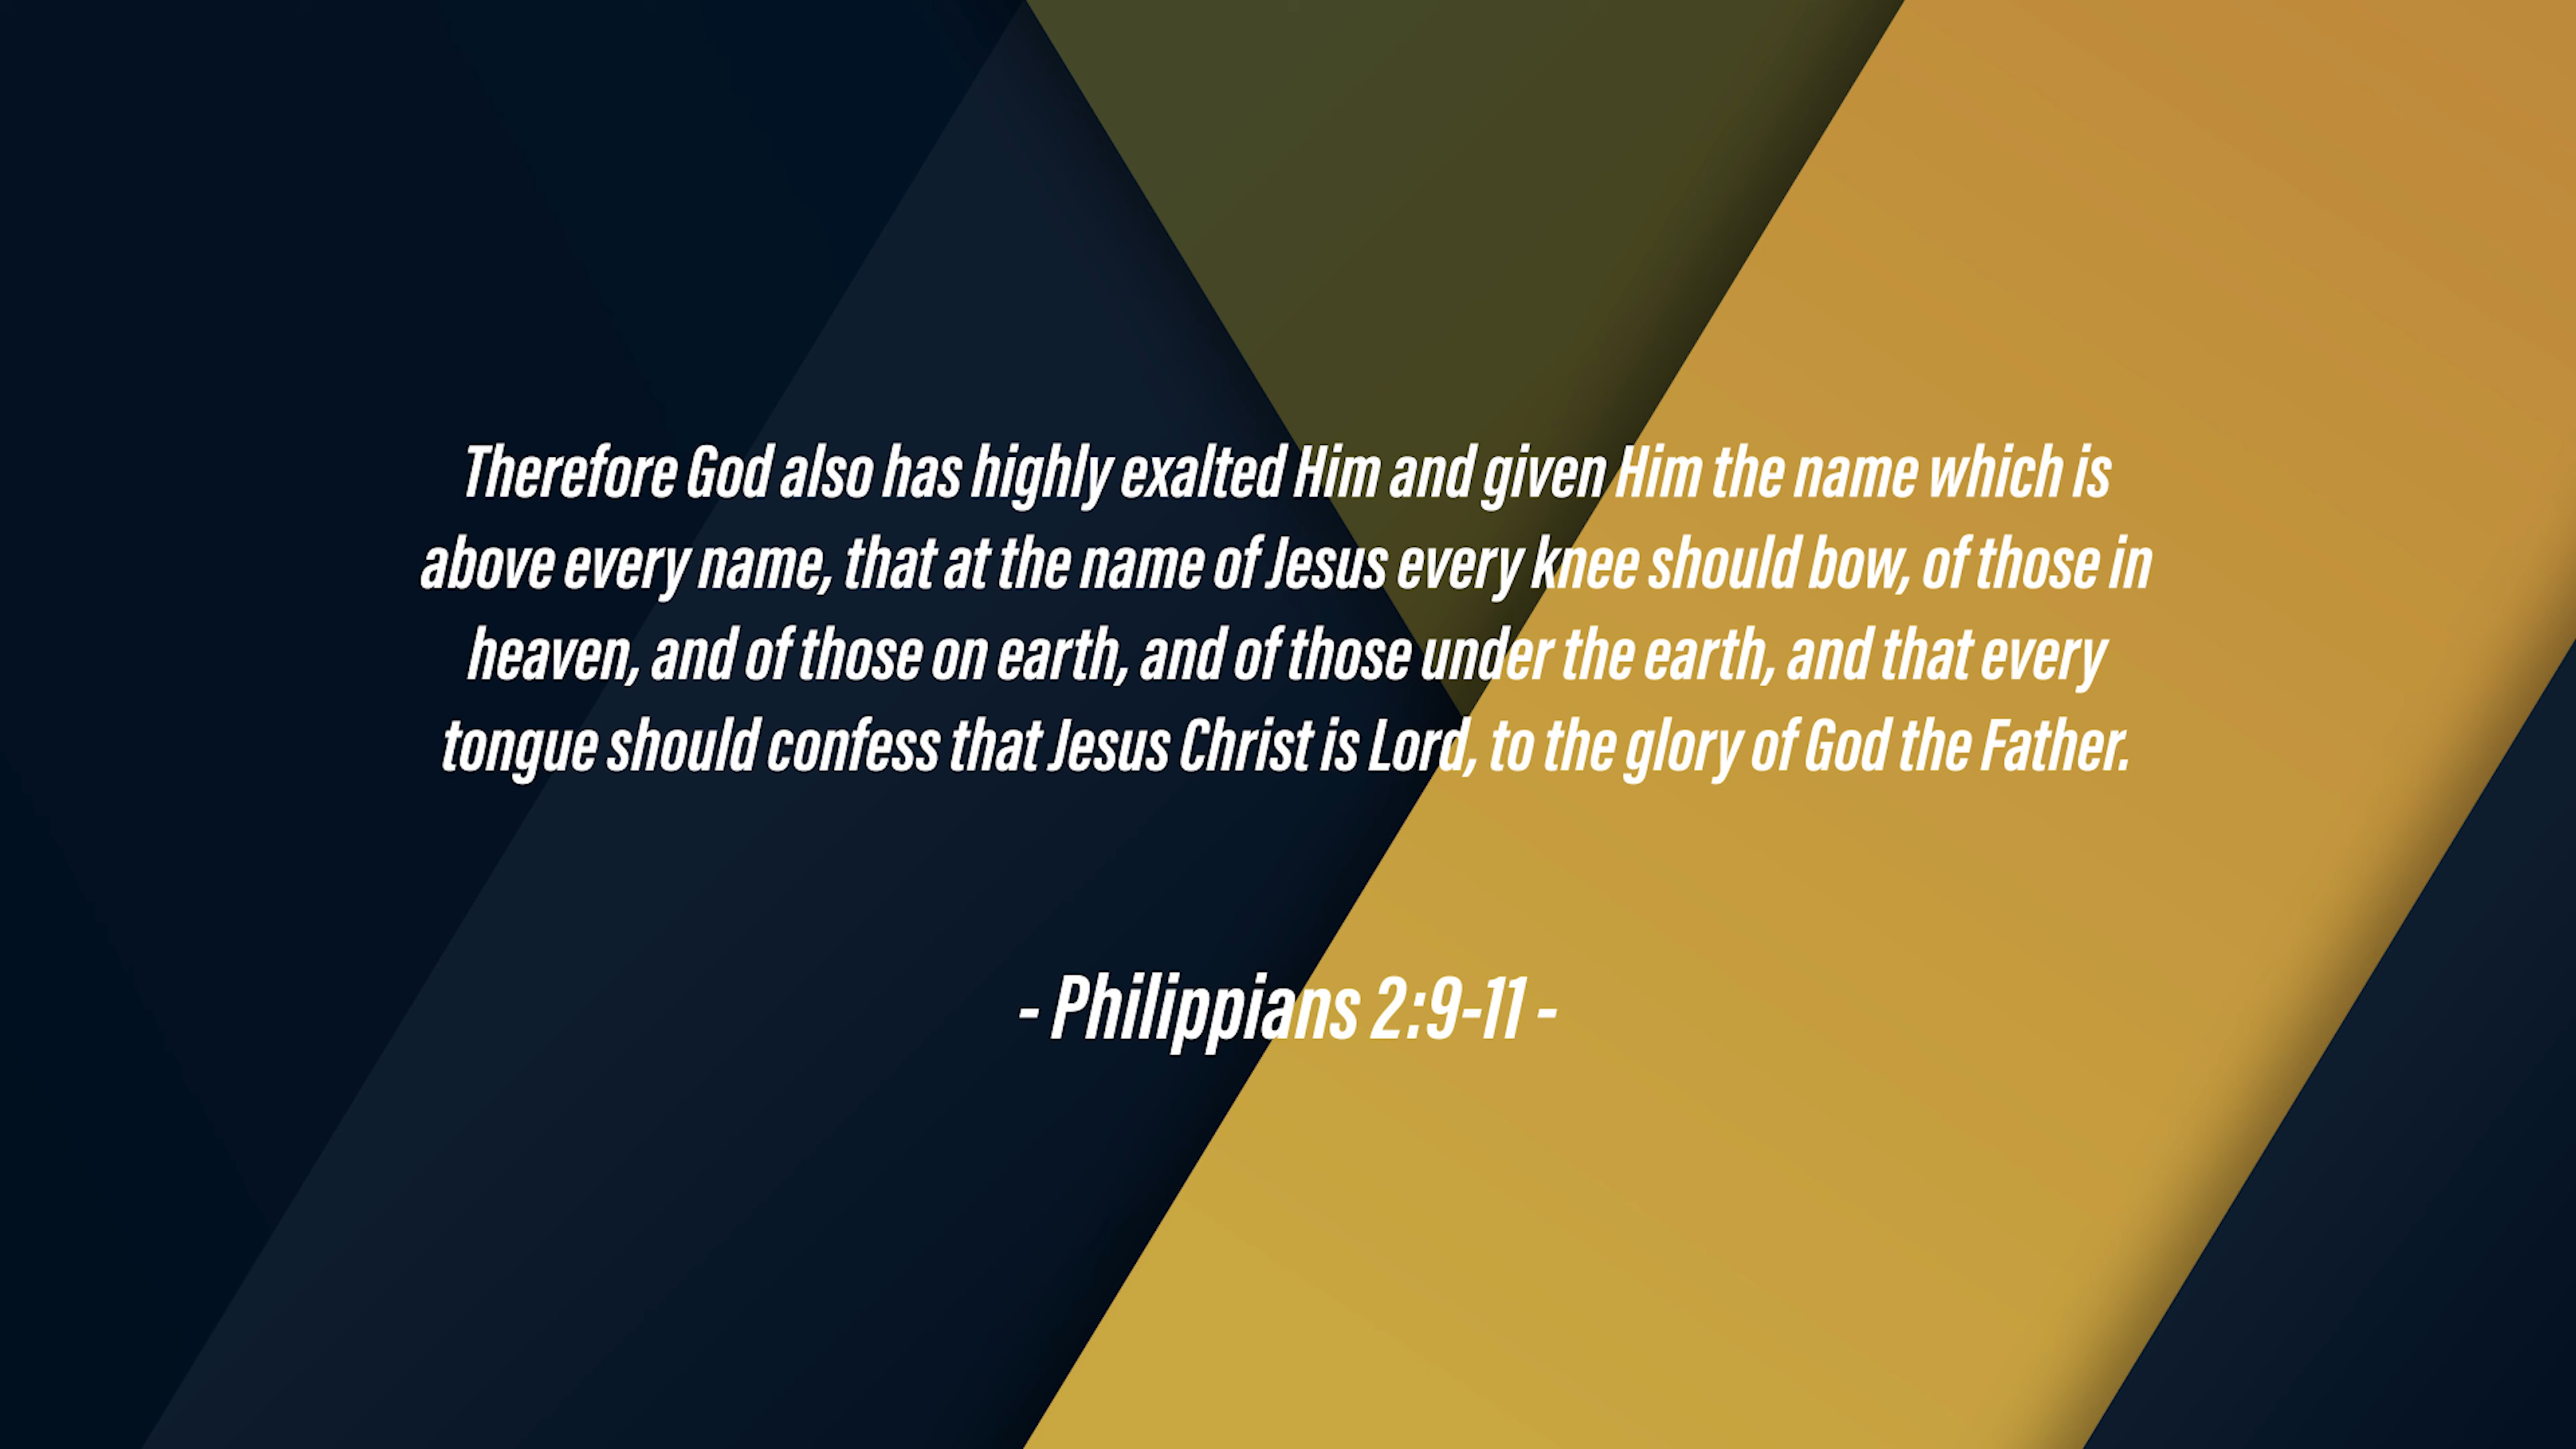 Therefore God also has highly exalted Him and given Him the name which is
above every name, that at the name of Jesus every knee should bow, of those in
heaven, and of those on earth, and of those under the earth, and that every
tongue should confess that Jesus Christ is Lord, to the glory of God the Father.
- Philippians 2:9-11 -